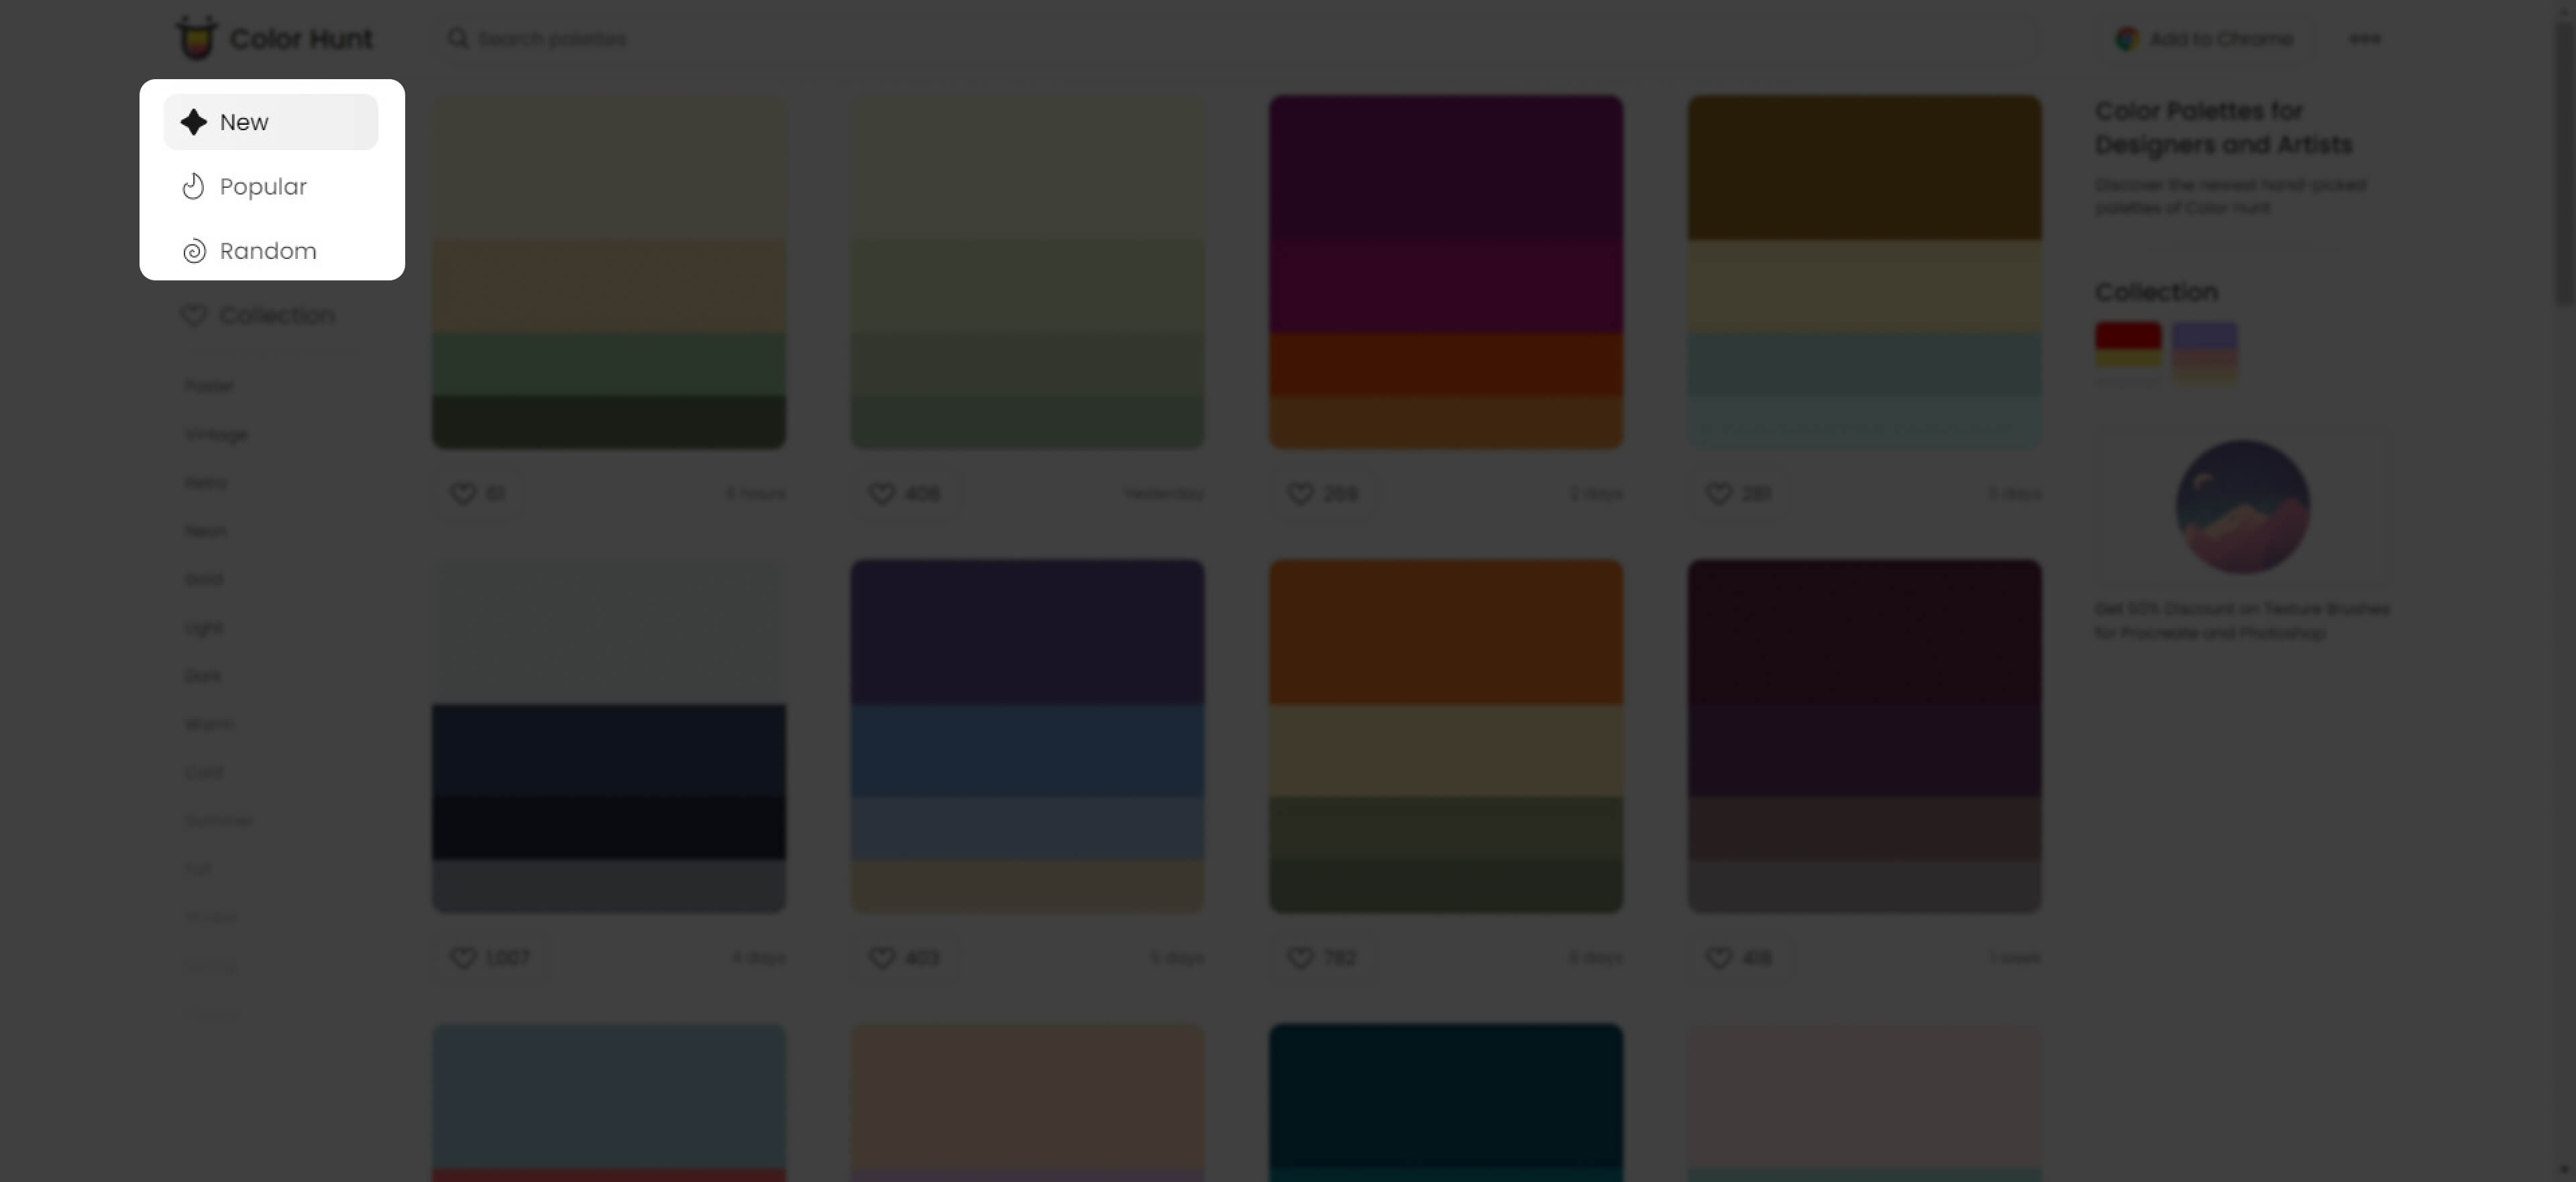 Color Hunt
Search palettes
Add to Chrome
New
Popular
Random
Collection
Pastel
Vintage
Retro
Neon
Gold
Light
Dark
Warm
Cold
Summer
Fall
Spring
61
5 hours
408
Yesterday
269
2 days
281
3 days
1,007
4 days
403
5 days
782
6 days
418
1 week
Color Palettes for
Designers and Artists
Discover the newest hand-picked
palettes of Color Hunt
Collection
Get 50% Discount on Texture Brushes
for Procreate and Photoshop